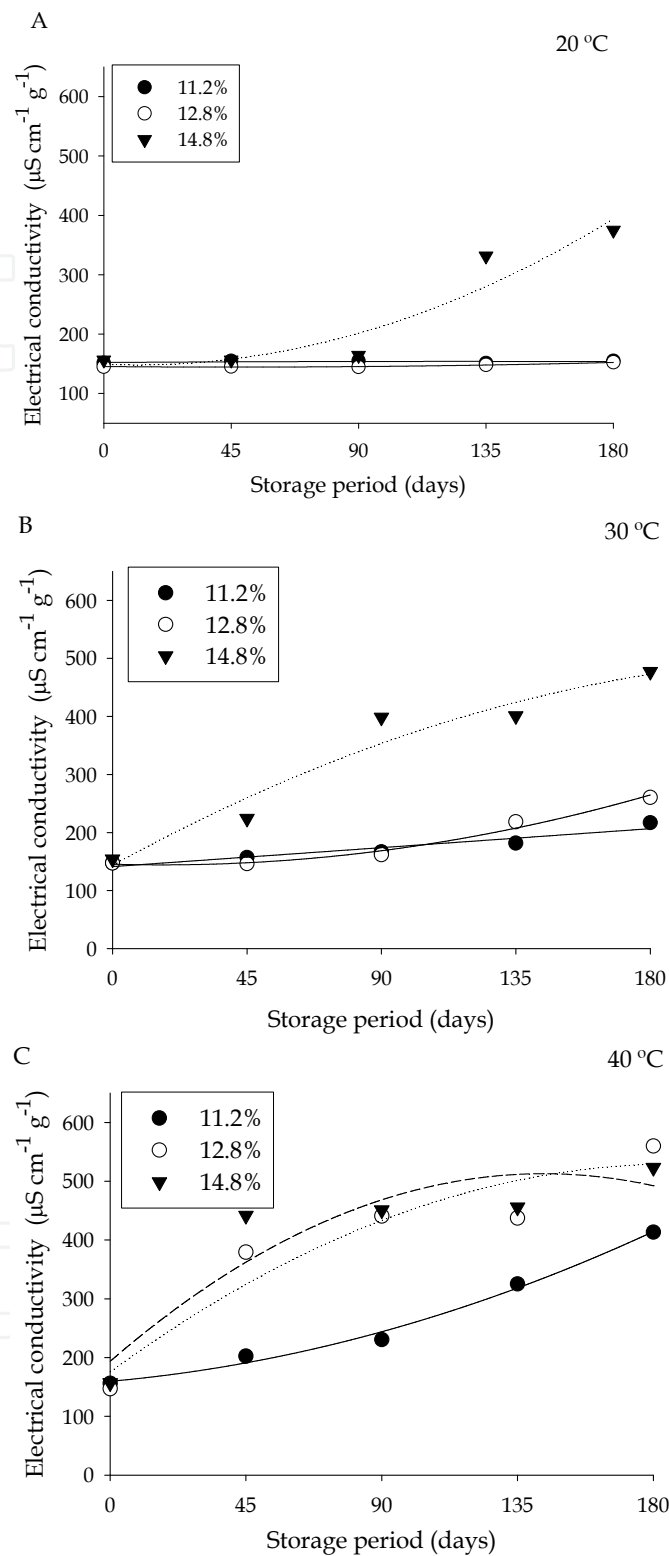 A
20 ºC
Electrical conductivity (µS cm⁻¹ g⁻¹)
600
500
400
300
200
100
11.2%
12.8%
14.8%
0 45 90 135 180
Storage period (days)
B
30 ºC
Electrical conductivity (µS cm⁻¹ g⁻¹)
600
500
400
300
200
100
0
11.2%
12.8%
14.8%
0 45 90 135 180
Storage period (days)
C
40 ºC
Electrical conductivity (µS cm⁻¹ g⁻¹)
600
500
400
300
200
100
0
11.2%
12.8%
14.8%
0 45 90 135 180
Storage period (days)